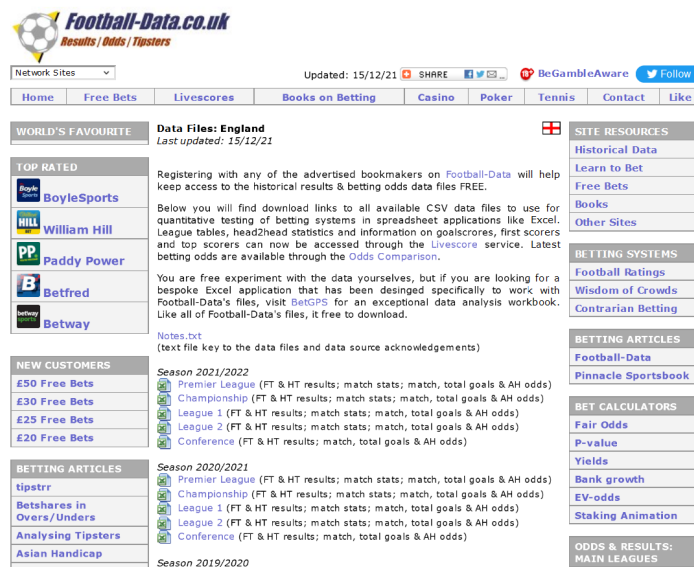 Football-Data.co.uk
Results | Odds | Tipsters
Network Sites
Updated: 15/12/21
SHARE
18+ BeGambleAware
Follow
Home Free Bets Livescores Books on Betting Casino Poker Tennis Contact Like
WORLD'S FAVOURITE
TOP RATED
BoyleSports
William Hill
Paddy Power
Betfred
Betway
NEW CUSTOMERS
£50 Free Bets
£30 Free Bets
£25 Free Bets
£20 Free Bets
BETTING ARTICLES
tipstrr
Betshares in
Overs/Unders
Analysing Tipsters
Asian Handicap
Data Files: England
Last updated: 15/12/21
Registering with any of the advertised bookmakers on Football-Data will help
keep access to the historical results & betting odds data files FREE.
Below you will find download links to all available CSV data files to use for
quantitative testing of betting systems in spreadsheet applications like Excel.
League tables, head2head statistics and information on goalscores, first scorers
and top scorers can now be accessed through the Livescore service. Latest
betting odds are available through the Odds Comparison.
You are free experiment with the data yourselves, but if you are looking for a
bespoke Excel application that has been desinged specifically to work with
Football-Data's files, visit BetGPS for an exceptional data analysis workbook.
Like all of Football-Data's files, it free to download.
Notes.txt
(text file key to the data files and data source acknowledgements)
Season 2021/2022
Premier League (FT & HT results; match stats; match, total goals & AH odds)
Championship (FT & HT results; match stats; match, total goals & AH odds)
League 1 (FT & HT results; match stats; match, total goals & AH odds)
League 2 (FT & HT results; match stats; match, total goals & AH odds)
Conference (FT & HT results; match, total goals & AH odds)
Season 2020/2021
Premier League (FT & HT results; match stats; match, total goals & AH odds)
Championship (FT & HT results; match stats; match, total goals & AH odds)
League 1 (FT & HT results; match stats; match, total goals & AH odds)
League 2 (FT & HT results; match stats; match, total goals & AH odds)
Conference (FT & HT results; match, total goals & AH odds)
Season 2019/2020
SITE RESOURCES
Historical Data
Learn to Bet
Free Bets
Books
Other Sites
BETTING SYSTEMS
Football Ratings
Wisdom of Crowds
Contrarian Betting
BETTING ARTICLES
Football-Data
Pinnacle Sportsbook
BET CALCULATORS
Fair Odds
P-value
Yields
Bank growth
EV-odds
Staking Animation
ODDS & RESULTS:
MAIN LEAGUES